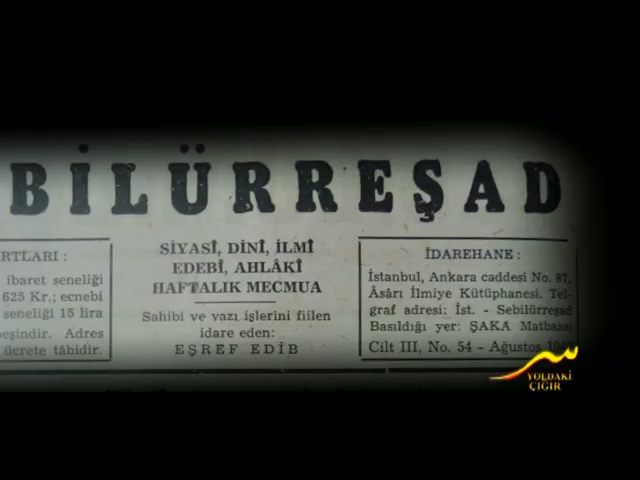 BİLÜRREŞAD
RTLARI :
ibaret seneliği
625 Kr.; ecnebi
seneliği 15 lira
peşindir. Adres
ücrete tâbidir.
SİYASÎ, DİNÎ, İLMÎ
EDEBÎ, AHLÂKÎ
HAFTALIK MECMUA
Sahibi ve yazı işlerini fiilen
idare eden:
EŞREF EDİB
İDAREHANE :
İstanbul, Ankara caddesi No. 87,
Âsârı İlmiye Kütüphanesi. Tel-
graf adresi: İst. - Sebilürreşad
Basıldığı yer: ŞAKA Matbaası
Cilt III, No. 54 - Ağustos
YOLDAKİ
ÇIĞIR